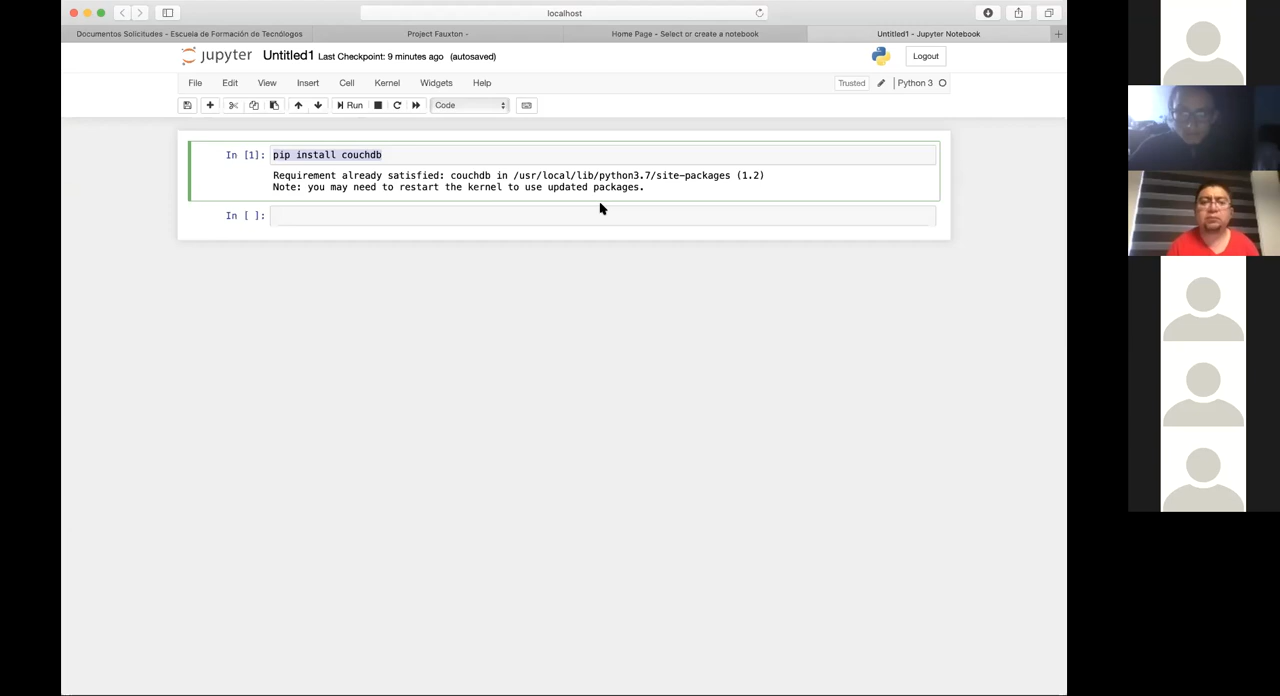 localhost
Documentos Solicitudes - Escuela de Formación de Tecnólogos
Project Fauxton -
Home Page - Select or create a notebook
Untitled1 - Jupyter Notebook
jupyter Untitled1 Last Checkpoint: 9 minutes ago (autosaved)
Logout
File Edit View Insert Cell Kernel Widgets Help
Trusted Python 3
Run Code
In [1]: pip install couchdb
Requirement already satisfied: couchdb in /usr/local/lib/python3.7/site-packages (1.2)
Note: you may need to restart the kernel to use updated packages.
In [ ]: